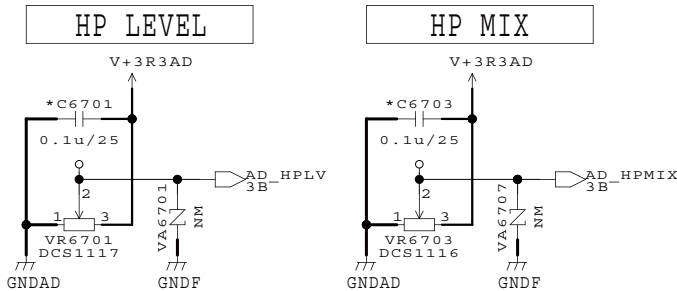 HP LEVEL
V+3R3AD
*C6701
0.1u/25
2
AD_HPLV
3B
1
3
VA6701
NM
VR6701
DCS1117
GNDAD
GNDF
HP MIX
V+3R3AD
*C6703
0.1u/25
2
AD_HPMIX
3B
1
3
VA6707
NM
VR6703
DCS1116
GNDAD
GNDF